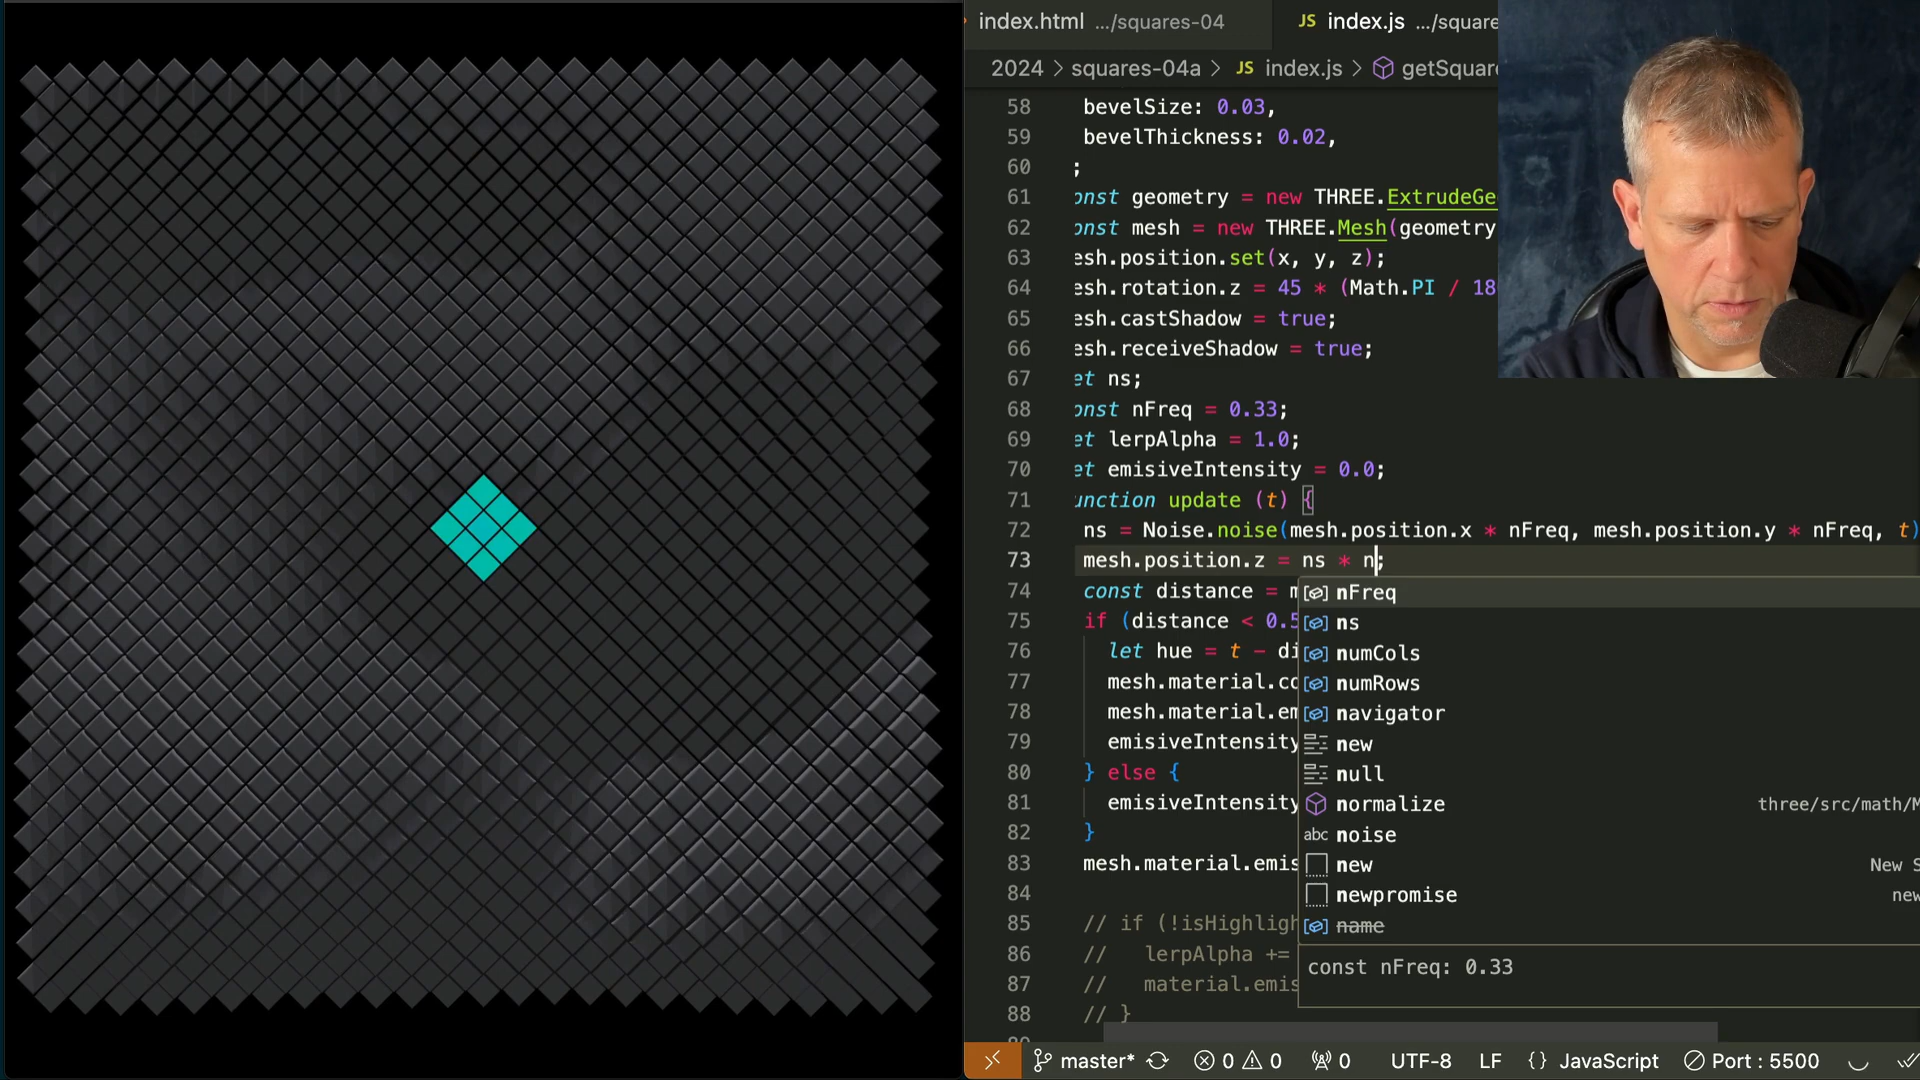 index.html .../squares-04
JS index.js .../square
2024 > squares-04a > JS index.js > getSquar
58 bevelSize: 0.03,
59 bevelThickness: 0.02,
60 ;
61 onst geometry = new THREE.ExtrudeGe
62 onst mesh = new THREE.Mesh(geometry
63 esh.position.set(x, y, z);
64 esh.rotation.z = 45 * (Math.PI / 18
65 esh.castShadow = true;
66 esh.receiveShadow = true;
67 et ns;
68 onst nFreq = 0.33;
69 et lerpAlpha = 1.0;
70 et emisiveIntensity = 0.0;
71 unction update (t) {
72 ns = Noise.noise(mesh.position.x * nFreq, mesh.position.y * nFreq, t)
73 mesh.position.z = ns * n;
74 const distance = m
75 if (distance < 0.5
76 let hue = t - di
77 mesh.material.co
78 mesh.material.em
79 emisiveIntensity
80 } else {
81 emisiveIntensity
82 }
83 mesh.material.emis
84
85 // if (!isHighligh
86 // lerpAlpha +=
87 // material.emis
88 // }
nFreq
ns
numCols
numRows
navigator
new
null
normalize three/src/math/M
abc noise
new New S
newpromise new
name
const nFreq: 0.33
master* 0 0 0 UTF-8 LF {} JavaScript Port : 5500